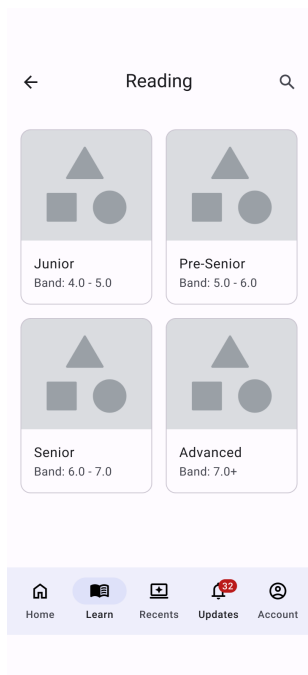 Reading
Junior
Band: 4.0 - 5.0
Pre-Senior
Band: 5.0 - 6.0
Senior
Band: 6.0 - 7.0
Advanced
Band: 7.0+
32
Home
Learn
Recents
Updates
Account